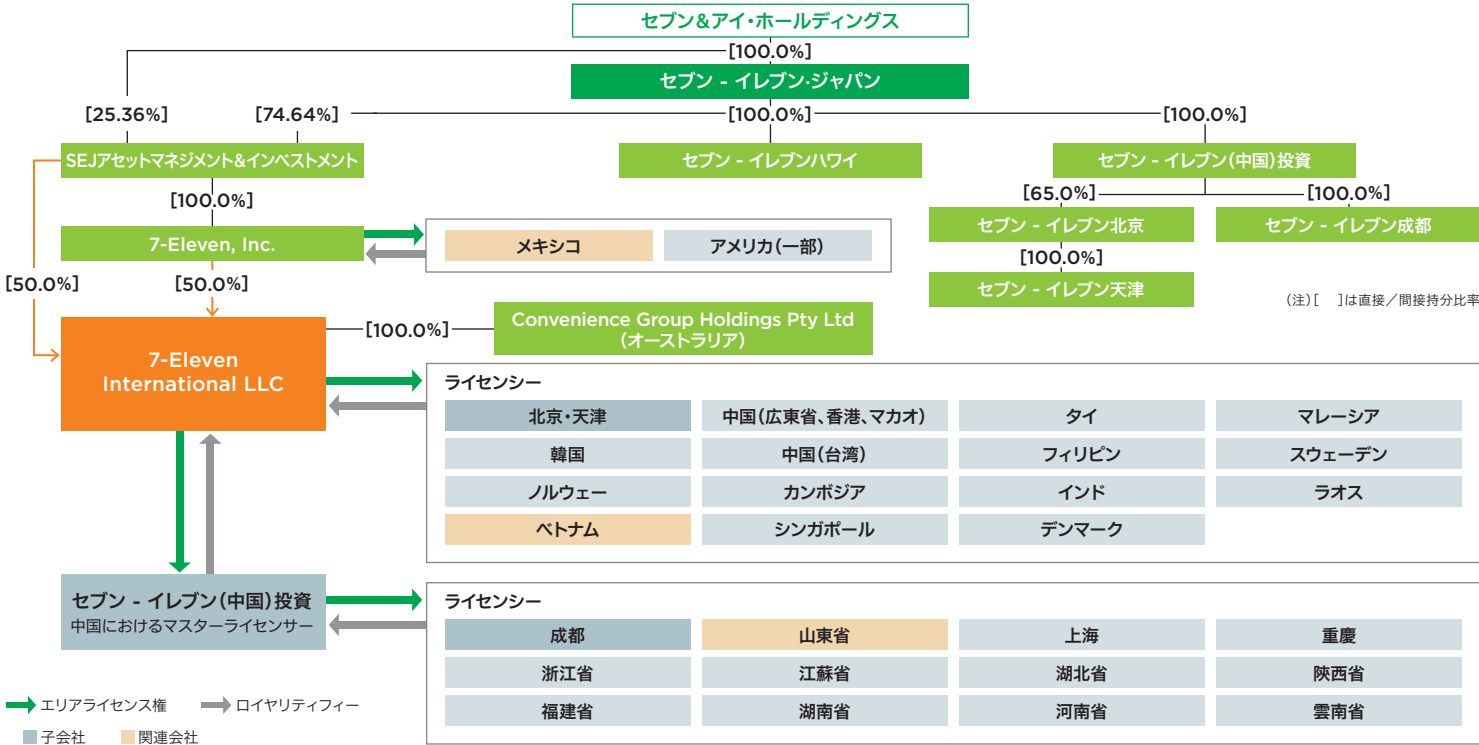 セブン&アイ・ホールディングス
[100.0%]
セブン - イレブン・ジャパン
[25.36%]
[74.64%]
[100.0%]
[100.0%]
SEJアセットマネジメント&インベストメント
セブン - イレブンハワイ
セブン - イレブン(中国)投資
[100.0%]
[65.0%]
[100.0%]
7-Eleven, Inc.
メキシコ
アメリカ(一部)
セブン - イレブン北京
セブン - イレブン成都
[100.0%]
セブン - イレブン天津
[50.0%]
[50.0%]
(注)[ ]は直接/間接持分比率
7-Eleven
International LLC
[100.0%]
Convenience Group Holdings Pty Ltd
(オーストラリア)
ライセンシー
北京・天津
中国(広東省、香港、マカオ)
タイ
マレーシア
韓国
中国(台湾)
フィリピン
スウェーデン
ノルウェー
カンボジア
インド
ラオス
ベトナム
シンガポール
デンマーク
セブン - イレブン(中国)投資
中国におけるマスターライセンサー
ライセンシー
成都
山東省
上海
重慶
浙江省
江蘇省
湖北省
陝西省
福建省
湖南省
河南省
雲南省
エリアライセンス権
ロイヤリティフィー
子会社
関連会社